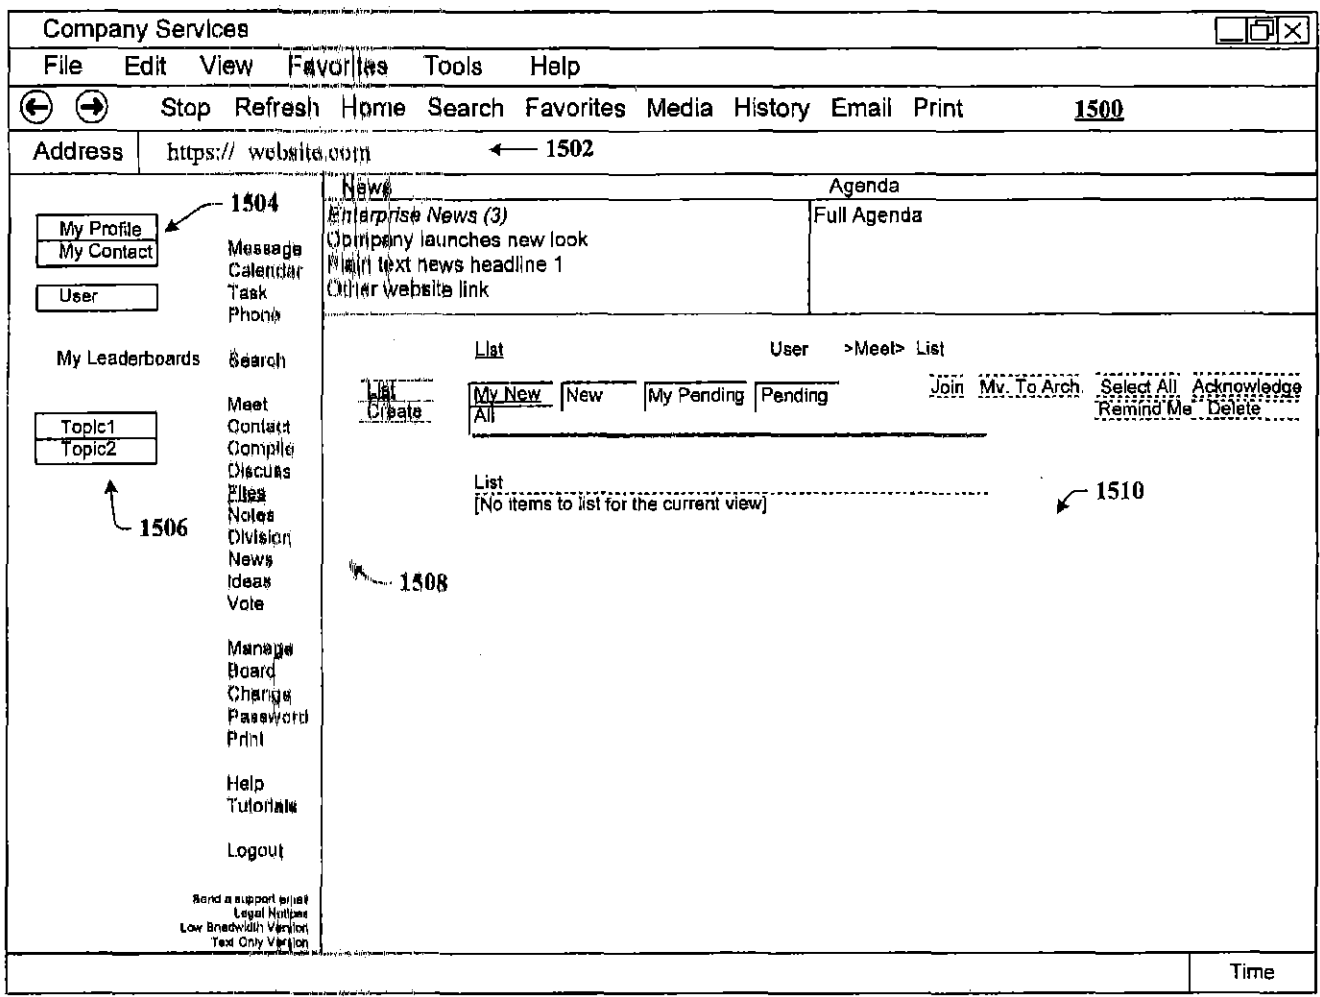 Company Services
File Edit View Favorites Tools Help
Stop Refresh Home Search Favorites Media History Email Print 1500
Address https:// website.com 1502
News Agenda
1504
My Profile
My Contact
User
My Leaderboards
Topic1
Topic2
1506
Message
Calendar
Task
Phone
Search
Meet
Contact
Compile
Discuss
Files
Notes
Division
News
Ideas
Vote
Manage
Board
Change
Password
Print
Help
Tutorials
Logout
Send a support email
Legal Notices
Low Bnadwidth Version
Text Only Version
Enterprise News (3)
Company launches new look
Plain text news headline 1
Other website link
Full Agenda
List User >Meet> List
List
Create
My New New My Pending Pending
All
Join Mv. To Arch. Select All Acknowledge
Remind Me Delete
List
[No items to list for the current view]
1510
1508
Time